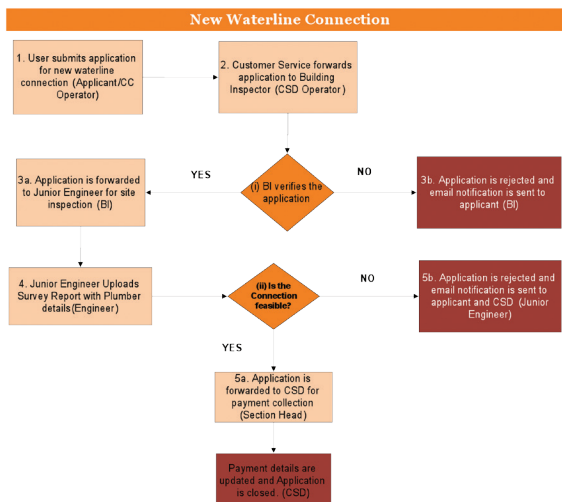 New Waterline Connection
1. User submits application
for new waterline
connection (Applicant/CC
Operator)
2. Customer Service forwards
application to Building
Inspector (CSD Operator)
(i) BI verifies the
application
YES
NO
3a. Application is forwarded
to Junior Engineer for site
inspection (BI)
3b. Application is rejected and
email notification is sent to
applicant (BI)
4. Junior Engineer Uploads
Survey Report with Plumber
details(Engineer)
(ii) Is the
Connection
feasible?
NO
YES
5b. Application is rejected and
email notification is sent to
applicant and CSD (Junior
Engineer)
5a. Application is
forwarded to CSD for
payment collection
(Section Head)
Payment details are
updated and Application
is closed. (CSD)